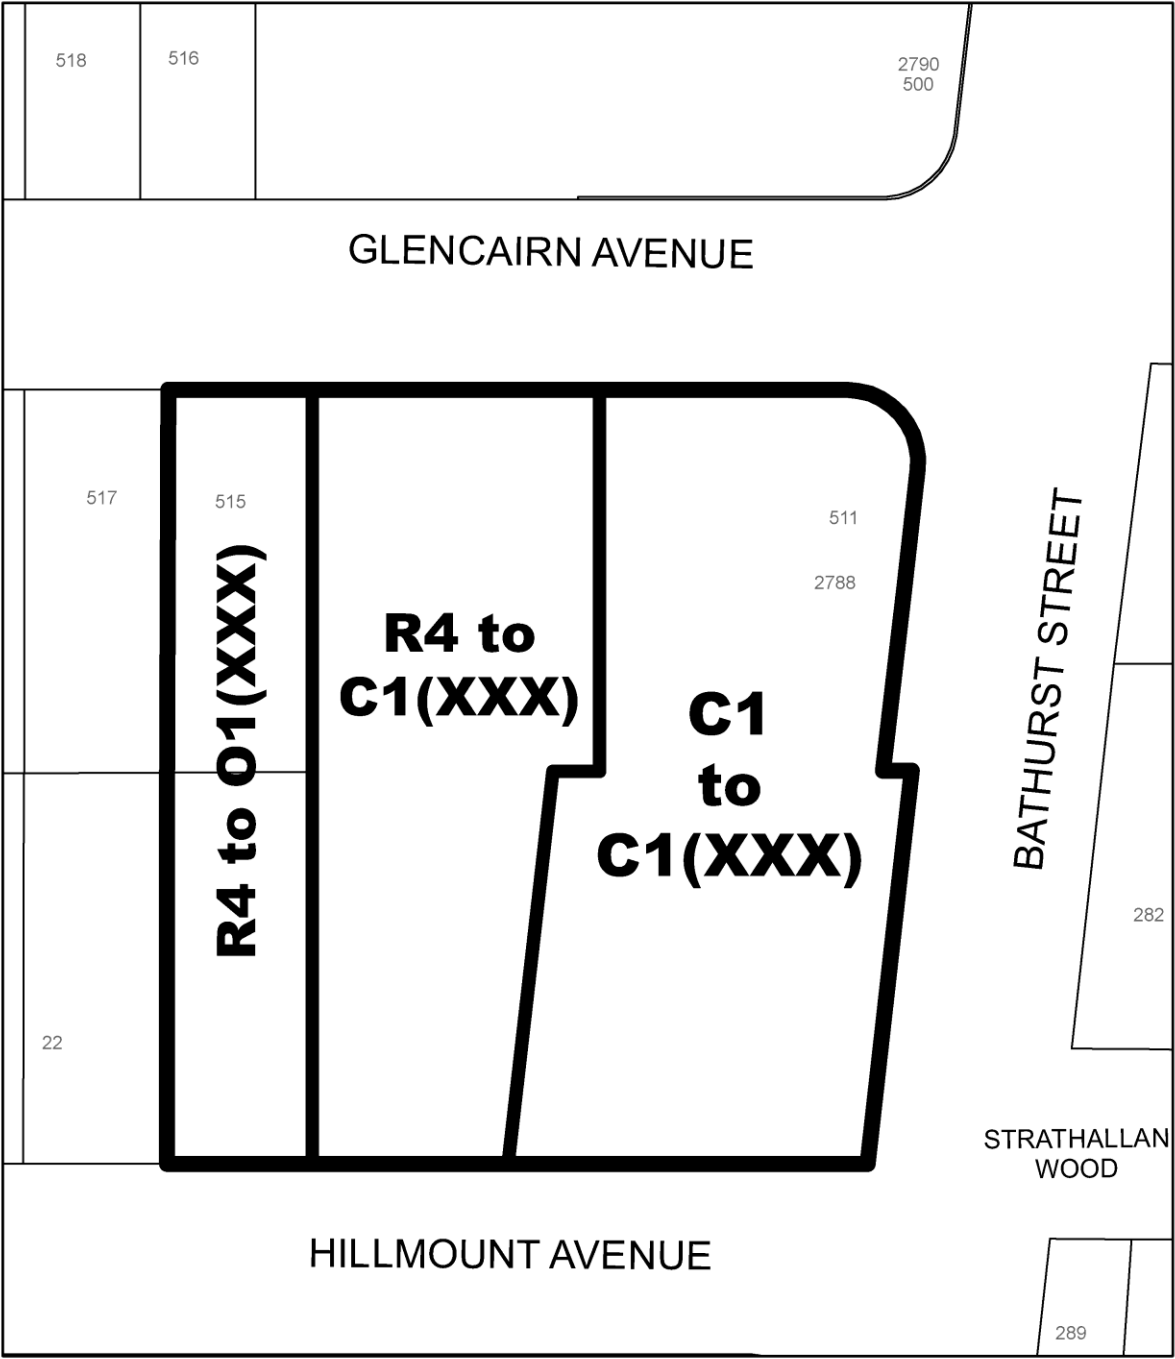 518
516
2790
500
GLENCAIRN AVENUE
517
515
511
2788
R4 to O1(XXX)
R4 to
C1(XXX)
C1
to
C1(XXX)
BATHURST STREET
282
22
STRATHALLAN
WOOD
HILLMOUNT AVENUE
289